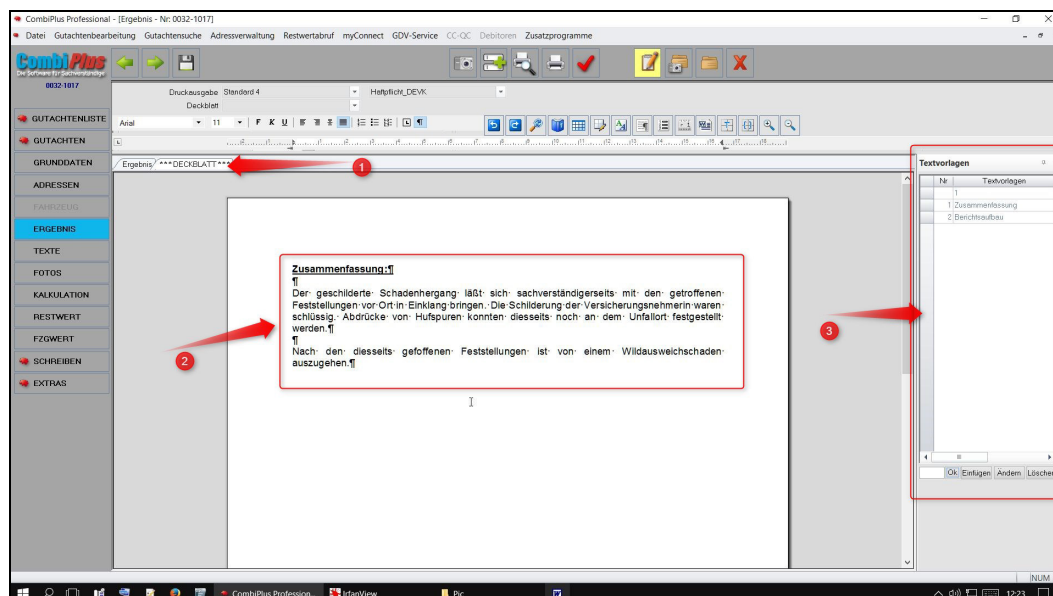 CombiPlus Professional - [Ergebnis - Nr: 0032-1017]
Datei Gutachtenbearbeitung Gutachtensuche Adressverwaltung Restwertabruf myConnect GDV-Service CC-QC Debitoren Zusatzprogramme
CombiPlus
Die Software für Sachverständige
0032-1017
Druckausgabe Standard 4 Haftpflicht_DEVK
Deckblatt
Arial 11 F K U
GUTACHTENLISTE
GUTACHTEN
GRUNDDATEN
ADRESSEN
FAHRZEUG
ERGEBNIS
TEXTE
FOTOS
KALKULATION
RESTWERT
FZGWERT
SCHREIBEN
EXTRAS
Ergebnis ***DECKBLATT***
1
Zusammenfassung:¶
¶
Der geschilderte Schadenhergang läßt sich sachverständigerseits mit den getroffenen
Feststellungen vor Ort in Einklang bringen. Die Schilderung der Versicherungsnehmerin waren
schlüssig. Abdrücke von Hufspuren konnten diesseits noch an dem Unfallort festgestellt
werden.¶
¶
Nach den diesseits gefoffenen Feststellungen ist von einem Wildausweichschaden
auszugehen.¶
2
3
Textvorlagen
Nr Textvorlagen
1
1 Zusammenfassung
2 Berichtsaufbau
Ok Einfügen Ändern Löschen
NUM
CombiPlus Profession... IrfanView Pic 12:23